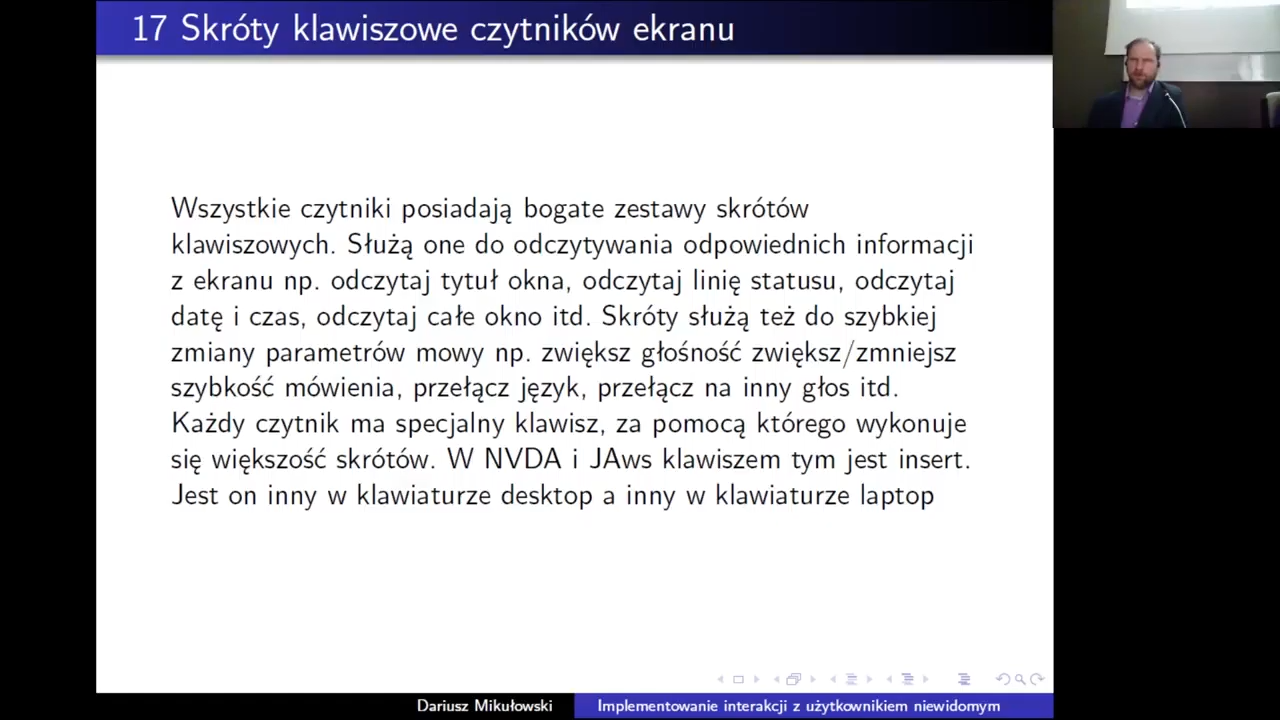 17 Skróty klawiszowe czytników ekranu
Wszystkie czytniki posiadają bogate zestawy skrótów
klawiszowych. Służą one do odczytywania odpowiednich informacji
z ekranu np. odczytaj tytuł okna, odczytaj linię statusu, odczytaj
datę i czas, odczytaj całe okno itd. Skróty służą też do szybkiej
zmiany parametrów mowy np. zwiększ głośność zwiększ/zmniejsz
szybkość mówienia, przełącz język, przełącz na inny głos itd.
Każdy czytnik ma specjalny klawisz, za pomocą którego wykonuje
się większość skrótów. W NVDA i JAws klawiszem tym jest insert.
Jest on inny w klawiaturze desktop a inny w klawiaturze laptop
Dariusz Mikułowski
Implementowanie interakcji z użytkownikiem niewidomym